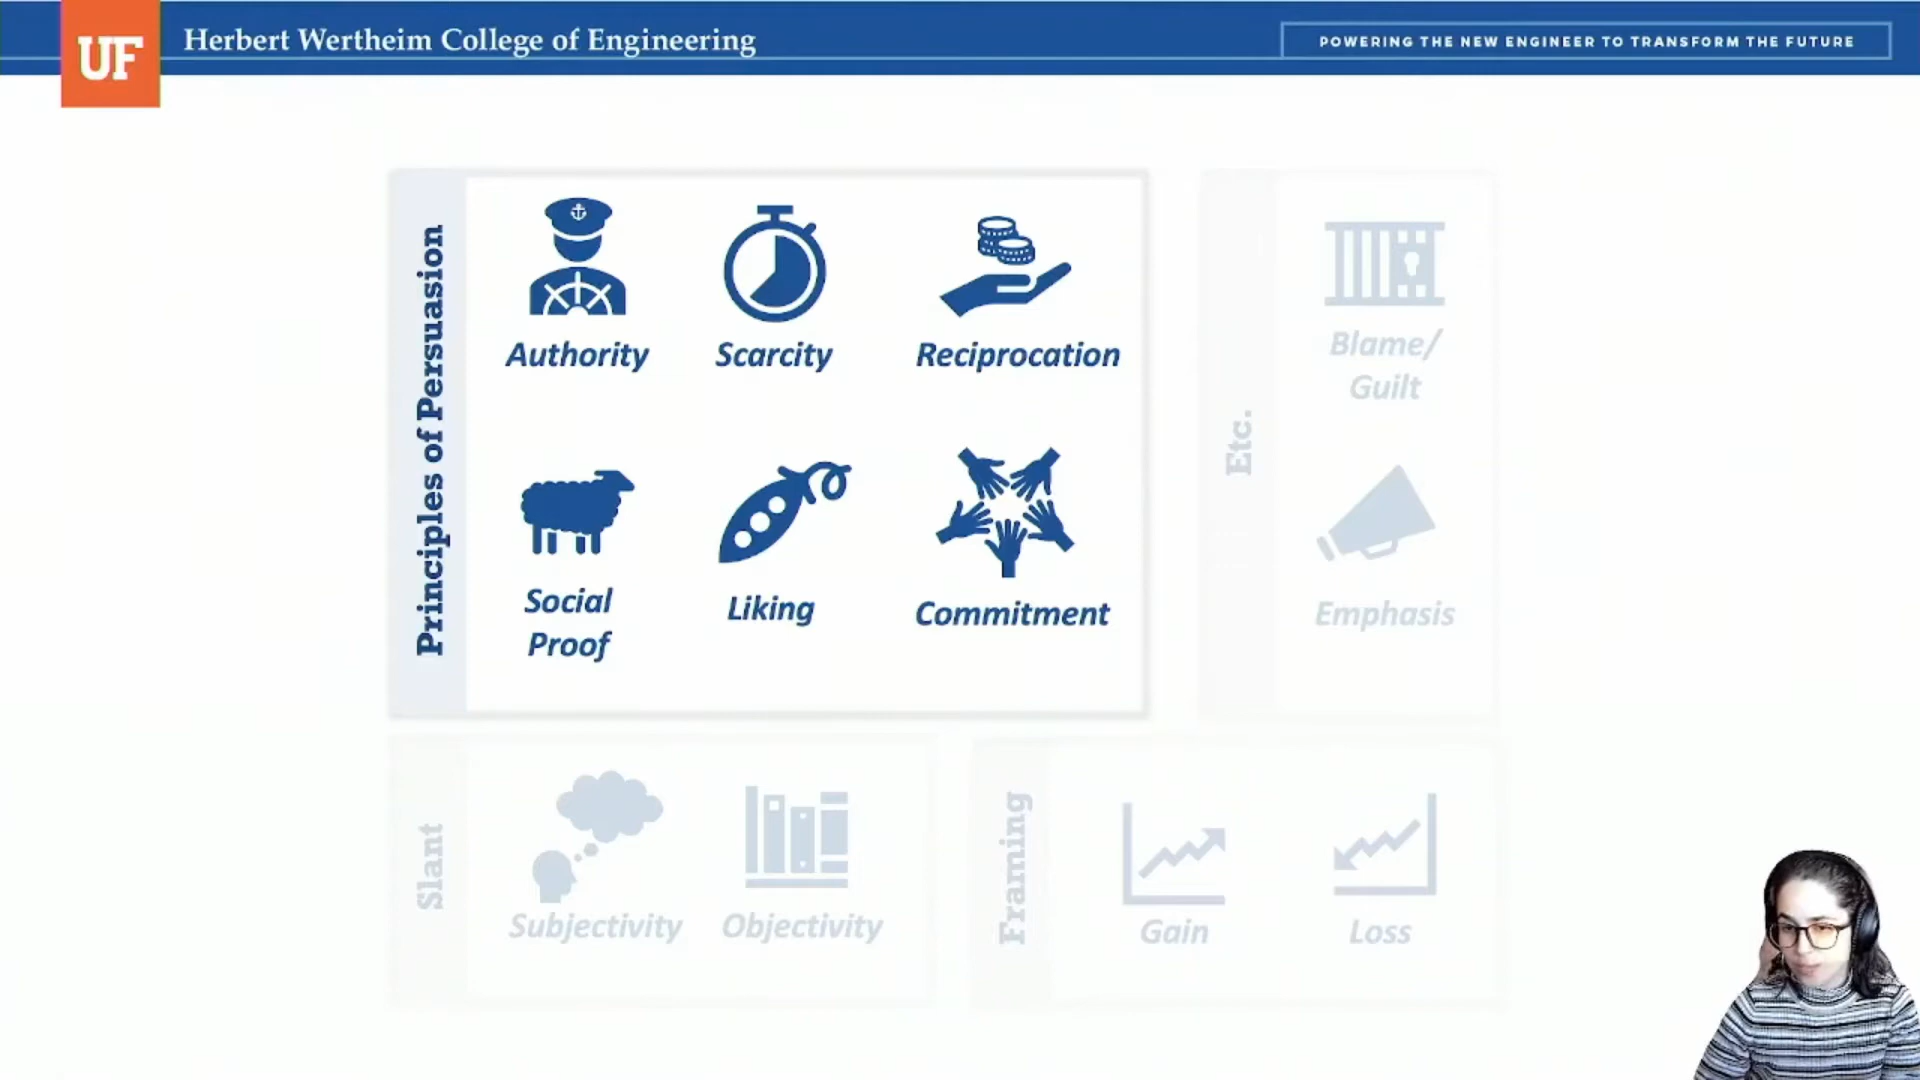 UF
Herbert Wertheim College of Engineering
POWERING THE NEW ENGINEER TO TRANSFORM THE FUTURE
Principles of Persuasion
Authority
Scarcity
Reciprocation
Social
Proof
Liking
Commitment
Etc.
Blame/
Guilt
Emphasis
Slant
Subjectivity
Objectivity
Framing
Gain
Loss